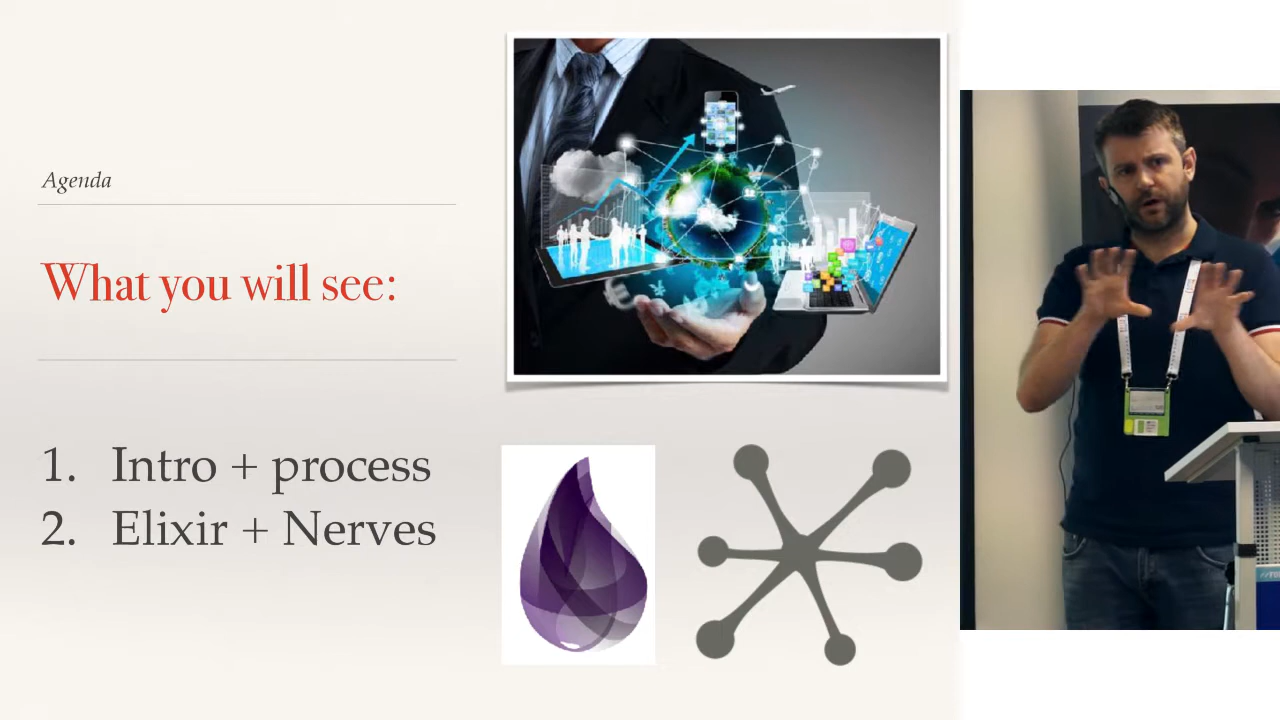 Agenda
What you will see:
1. Intro + process
2. Elixir + Nerves